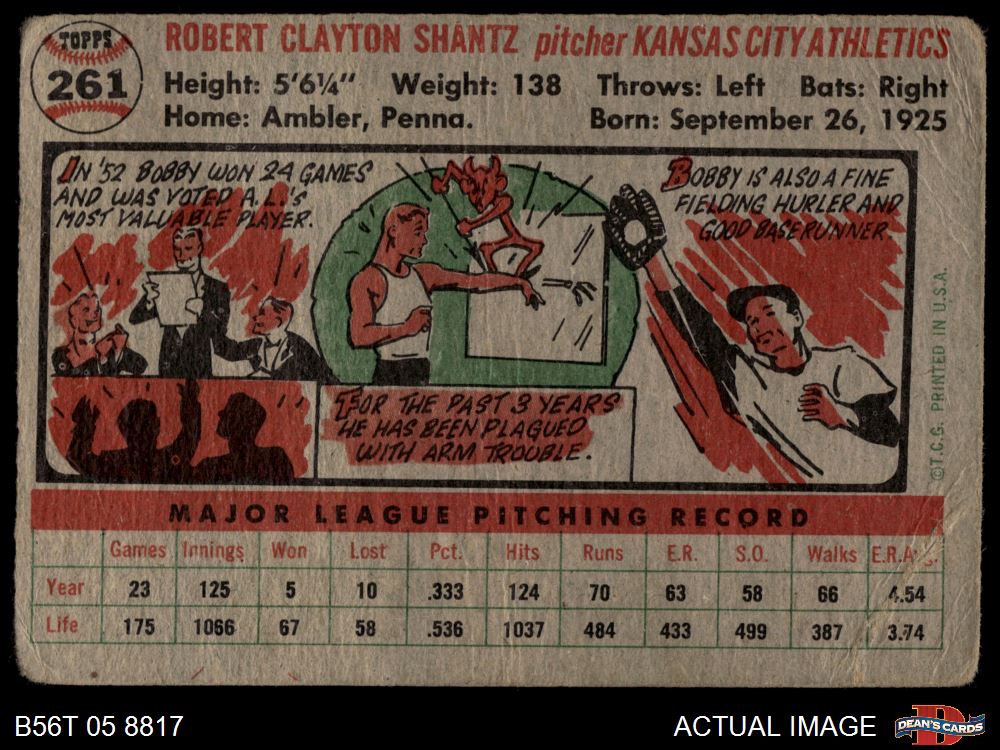 TOPPS
261
ROBERT CLAYTON SHANTZ pitcher KANSAS CITY ATHLETICS
Height: 5'6¼" Weight: 138 Throws: Left Bats: Right
Home: Ambler, Penna. Born: September 26, 1925
IN '52 BOBBY WON 24 GAMES
AND WAS VOTED A.L.'S
MOST VALUABLE PLAYER.
FOR THE PAST 3 YEARS
HE HAS BEEN PLAGUED
WITH ARM TROUBLE.
BOBBY IS ALSO A FINE
FIELDING HURLER AND
GOOD BASERUNNER.
©T.C.G. PRINTED IN U.S.A.
MAJOR LEAGUE PITCHING RECORD
Games Innings Won Lost Pct. Hits Runs E.R. S.O. Walks E.R.Avg.
Year 23 125 5 10 .333 124 70 63 58 66 4.54
Life 175 1066 67 58 .536 1037 484 433 499 387 3.74
B56T 05 8817
ACTUAL IMAGE
DEAN'S CARDS